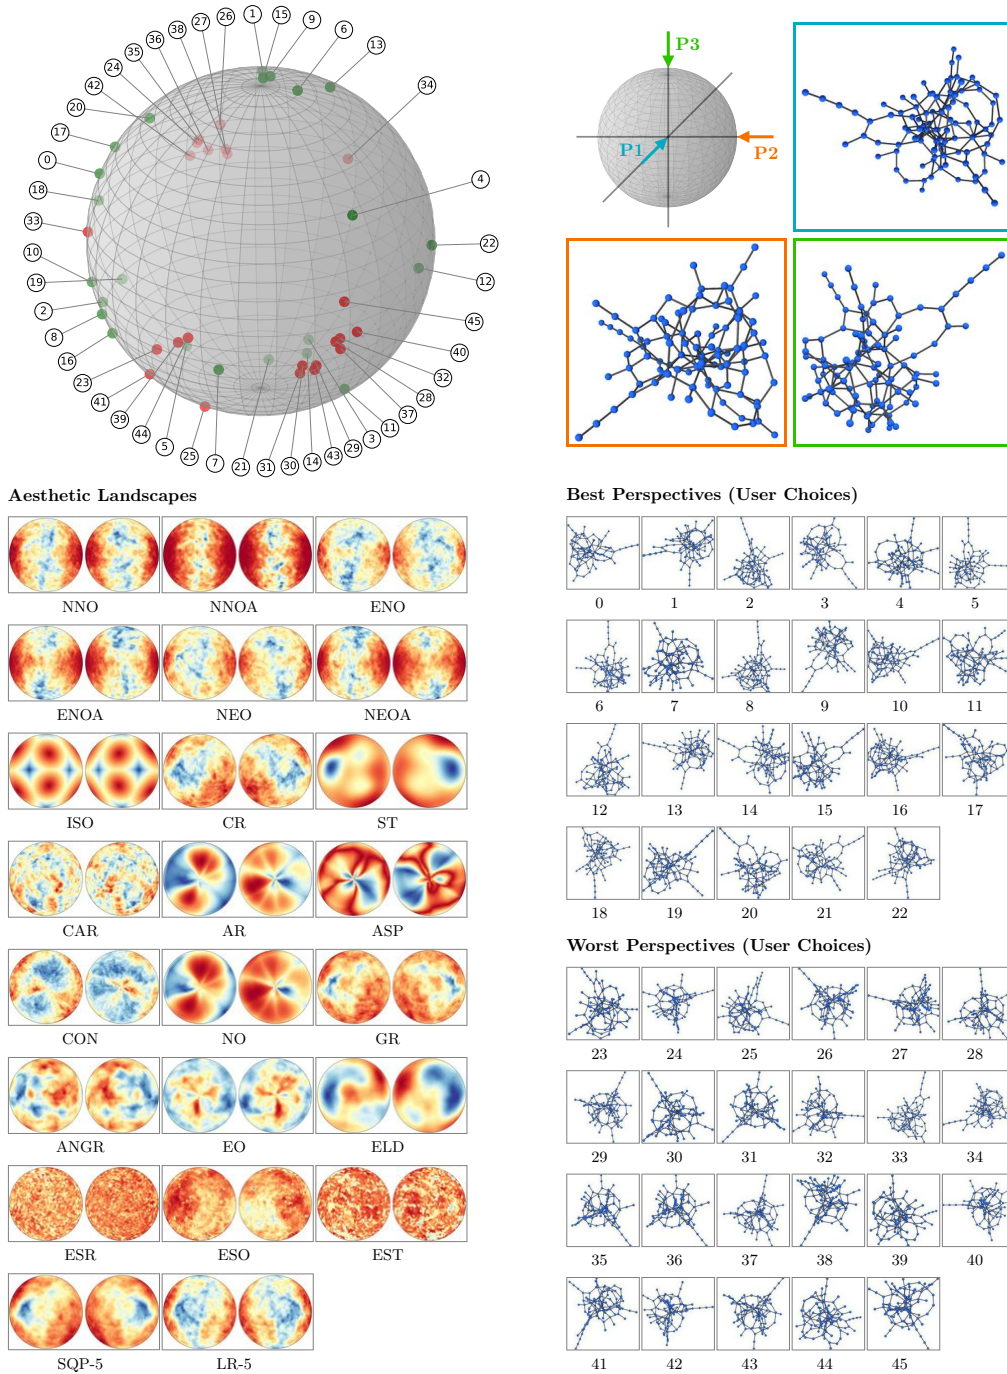 1 15 9 6 13
26 27 38 36 35 24 42 20 17 0 18 33 10 19 2 8 16 23 41 39 44 5 25 7 21 31 30 14 43 29 3 11 37 28 32 40 45 12 22 4 34
P3
P1
P2
Aesthetic Landscapes
NNO NNOA ENO
ENOA NEO NEOA
ISO CR ST
CAR AR ASP
CON NO GR
ANGR EO ELD
ESR ESO EST
SQP-5 LR-5
Best Perspectives (User Choices)
0 1 2 3 4 5
6 7 8 9 10 11
12 13 14 15 16 17
18 19 20 21 22
Worst Perspectives (User Choices)
23 24 25 26 27 28
29 30 31 32 33 34
35 36 37 38 39 40
41 42 43 44 45